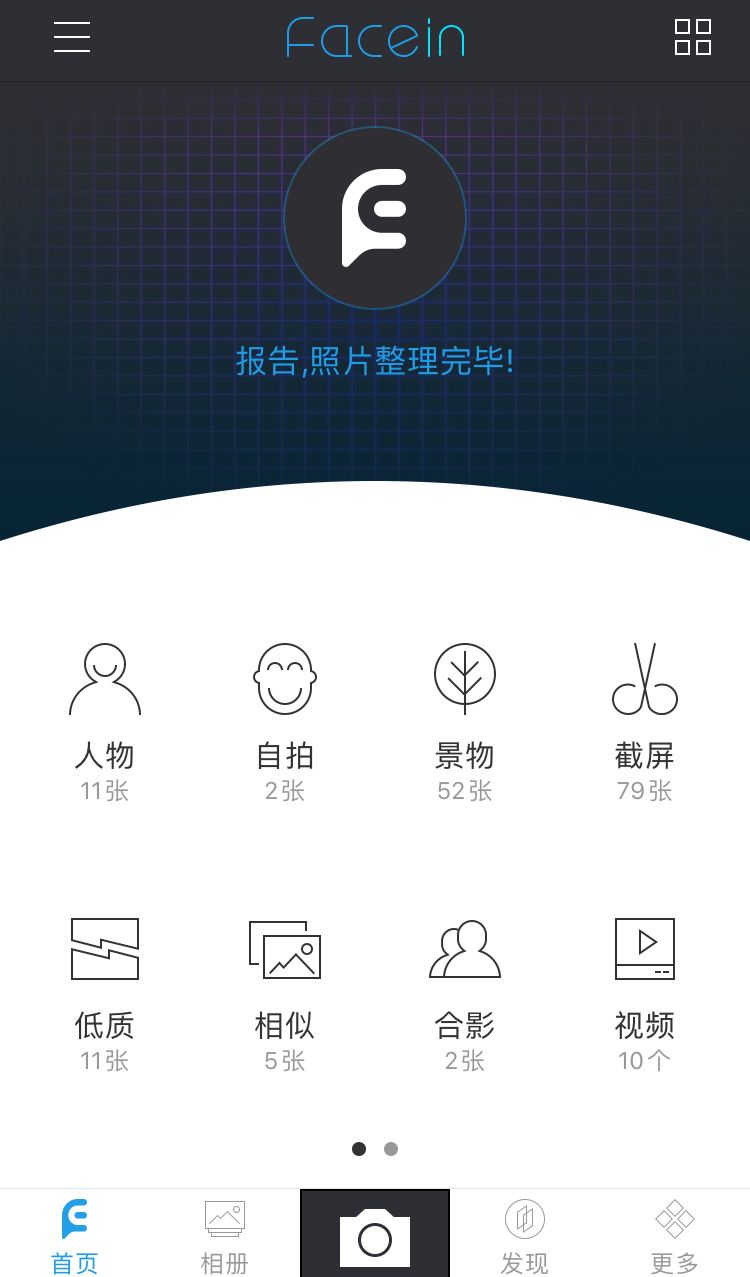 Facein
报告,照片整理完毕!
人物 自拍 景物 截屏
11张 2张 52张 79张
低质 相似 合影 视频
11张 5张 2张 10个
首页 相册 发现 更多